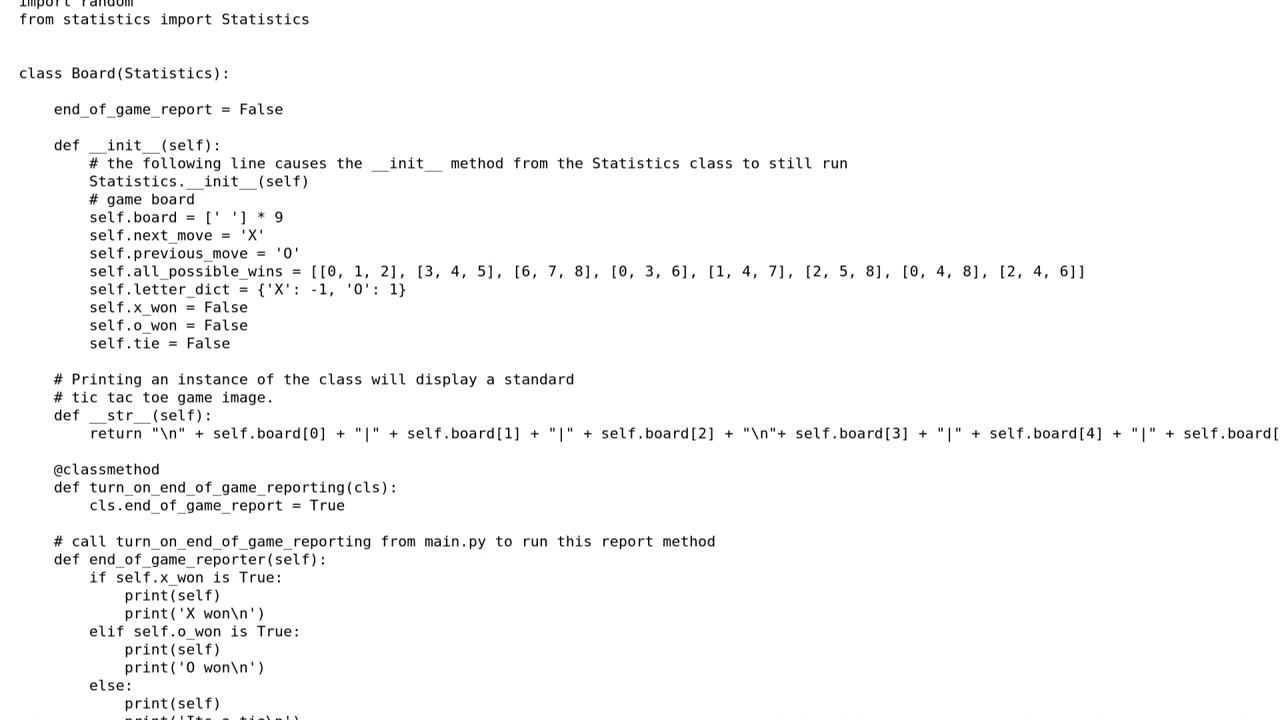 import random
from statistics import Statistics
class Board(Statistics):
    end_of_game_report = False
    def __init__(self):
        # the following line causes the __init__ method from the Statistics class to still run
        Statistics.__init__(self)
        # game board
        self.board = [' '] * 9
        self.next_move = 'X'
        self.previous_move = 'O'
        self.all_possible_wins = [[0, 1, 2], [3, 4, 5], [6, 7, 8], [0, 3, 6], [1, 4, 7], [2, 5, 8], [0, 4, 8], [2, 4, 6]]
        self.letter_dict = {'X': -1, 'O': 1}
        self.x_won = False
        self.o_won = False
        self.tie = False
    # Printing an instance of the class will display a standard
    # tic tac toe game image.
    def __str__(self):
        return "\n" + self.board[0] + "|" + self.board[1] + "|" + self.board[2] + "\n"+ self.board[3] + "|" + self.board[4] + "|" + self.board[
    @classmethod
    def turn_on_end_of_game_reporting(cls):
        cls.end_of_game_report = True
    # call turn_on_end_of_game_reporting from main.py to run this report method
    def end_of_game_reporter(self):
        if self.x_won is True:
            print(self)
            print('X won\n')
        elif self.o_won is True:
            print(self)
            print('O won\n')
        else:
            print(self)
            print('Its a tie\n')